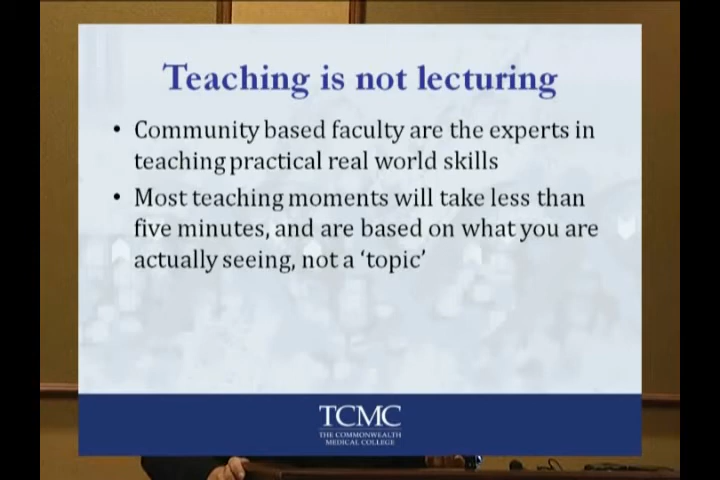 Teaching is not lecturing
• Community based faculty are the experts in
teaching practical real world skills
• Most teaching moments will take less than
five minutes, and are based on what you are
actually seeing, not a ‘topic’
TCMC
THE COMMONWEALTH
MEDICAL COLLEGE